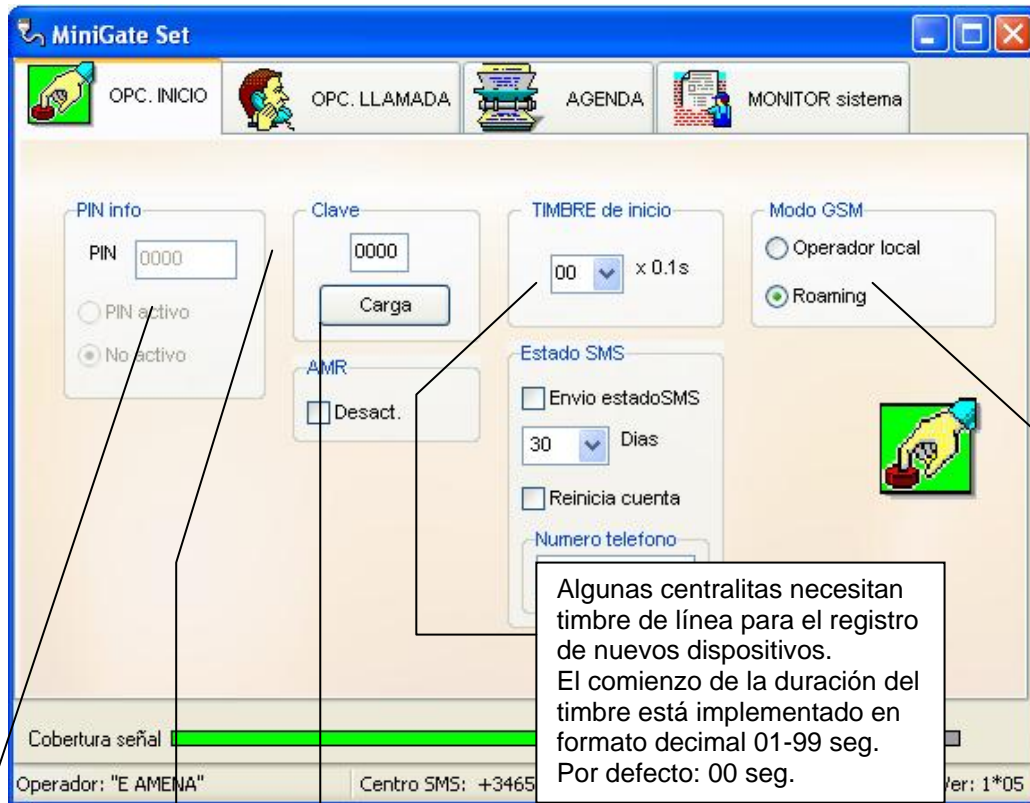 MiniGate Set
OPC. INICIO
OPC. LLAMADA
AGENDA
MONITOR sistema
PIN info
PIN 0000
PIN activo
No activo
Clave
0000
Carga
AMR
Desact.
TIMBRE de inicio
00 x 0.1s
Estado SMS
Envio estadoSMS
30 Dias
Reinicia cuenta
Numero telefono
Modo GSM
Operador local
Roaming
Algunas centralitas necesitan
timbre de línea para el registro
de nuevos dispositivos.
El comienzo de la duración del
timbre está implementado en
formato decimal 01-99 seg.
Por defecto: 00 seg.
Cobertura señal
Operador: "E AMENA"
Centro SMS: +3465
Ver: 1*05